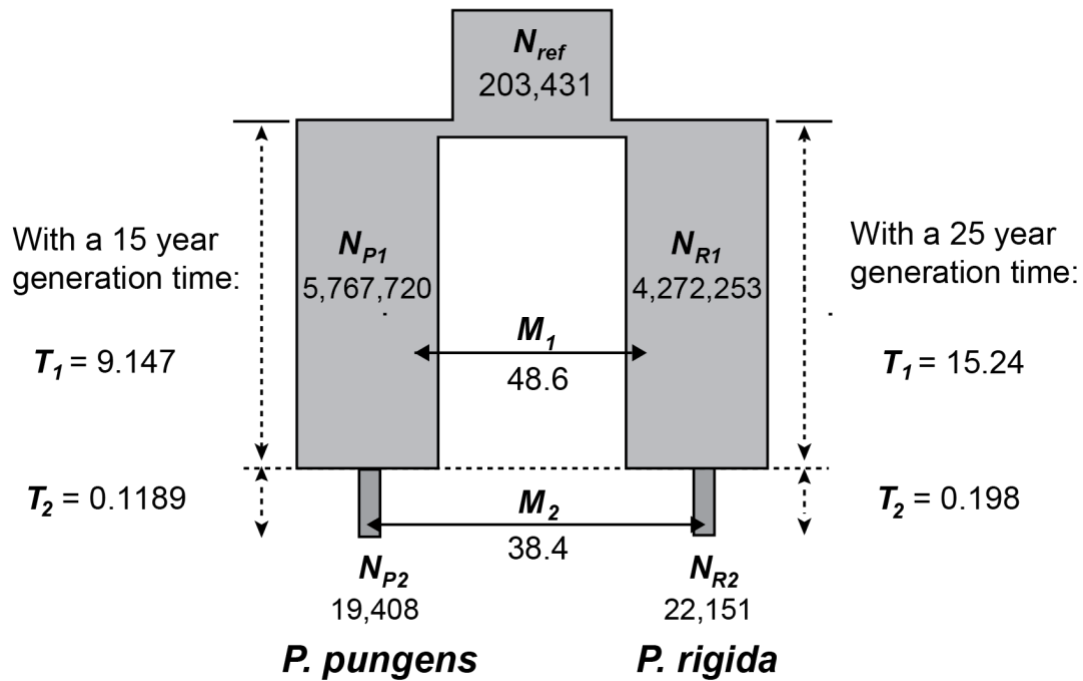 N_ref
203,431
With a 15 year
generation time:
T_1 = 9.147
T_2 = 0.1189
N_P1
5,767,720
M_1
48.6
N_R1
4,272,253
With a 25 year
generation time:
T_1 = 15.24
T_2 = 0.198
M_2
38.4
N_P2
19,408
N_R2
22,151
P. pungens
P. rigida